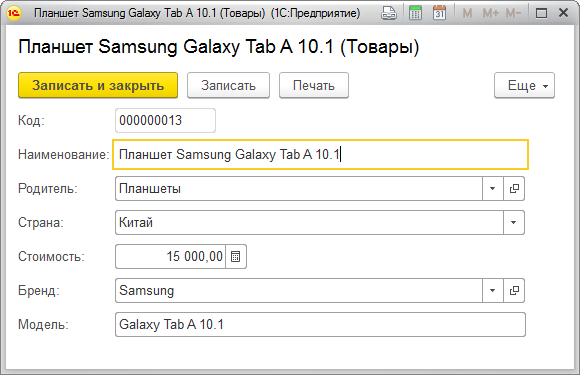 Планшет Samsung Galaxy Tab A 10.1 (Товары) (1С:Предприятие) 31 M M+ M-
Планшет Samsung Galaxy Tab A 10.1 (Товары)
Записать и закрыть Записать Печать Еще
Код: 000000013
Наименование: Планшет Samsung Galaxy Tab A 10.1
Родитель: Планшеты
Страна: Китай
Стоимость: 15 000,00
Бренд: Samsung
Модель: Galaxy Tab A 10.1